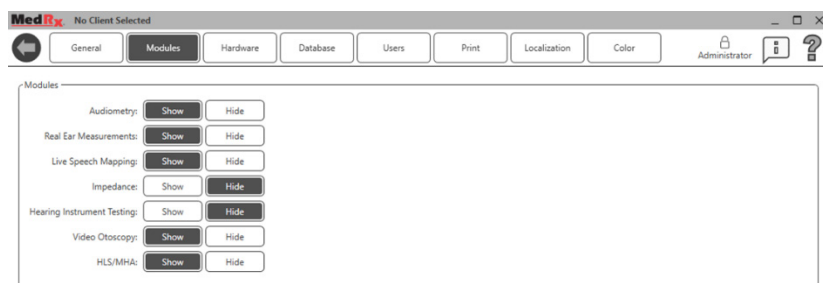 MedRx No Client Selected
General Modules Hardware Database Users Print Localization Color Administrator
Modules
Audiometry: Show Hide
Real Ear Measurements: Show Hide
Live Speech Mapping: Show Hide
Impedance: Show Hide
Hearing Instrument Testing: Show Hide
Video Otoscopy: Show Hide
HLS/MHA: Show Hide